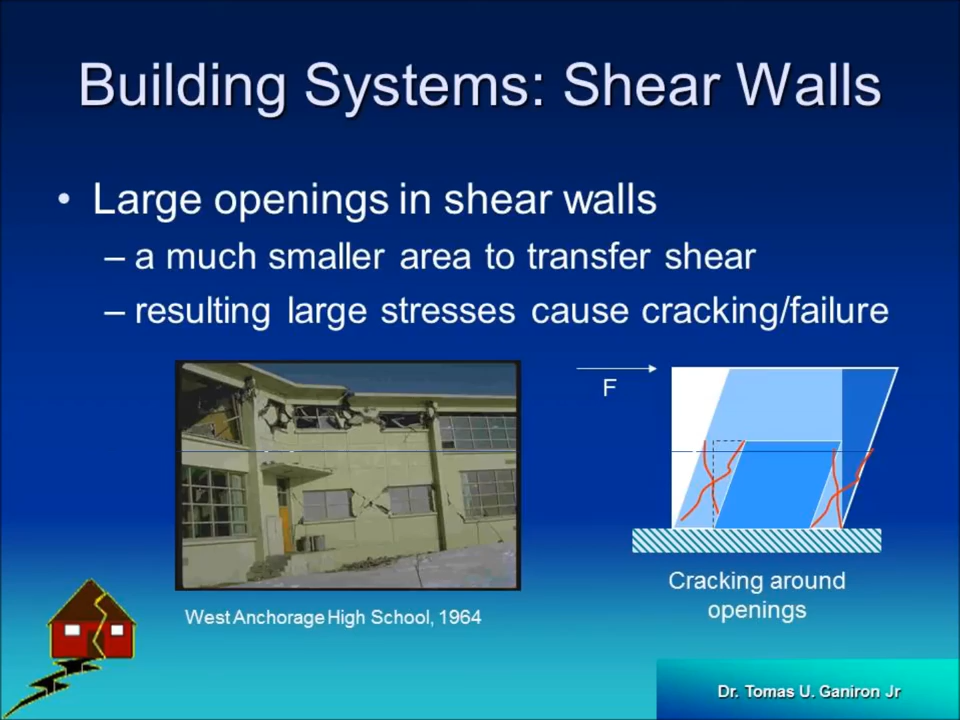 Building Systems: Shear Walls
• Large openings in shear walls
– a much smaller area to transfer shear
– resulting large stresses cause cracking/failure
F
Cracking around
openings
West Anchorage High School, 1964
Dr. Tomas U. Ganiron Jr